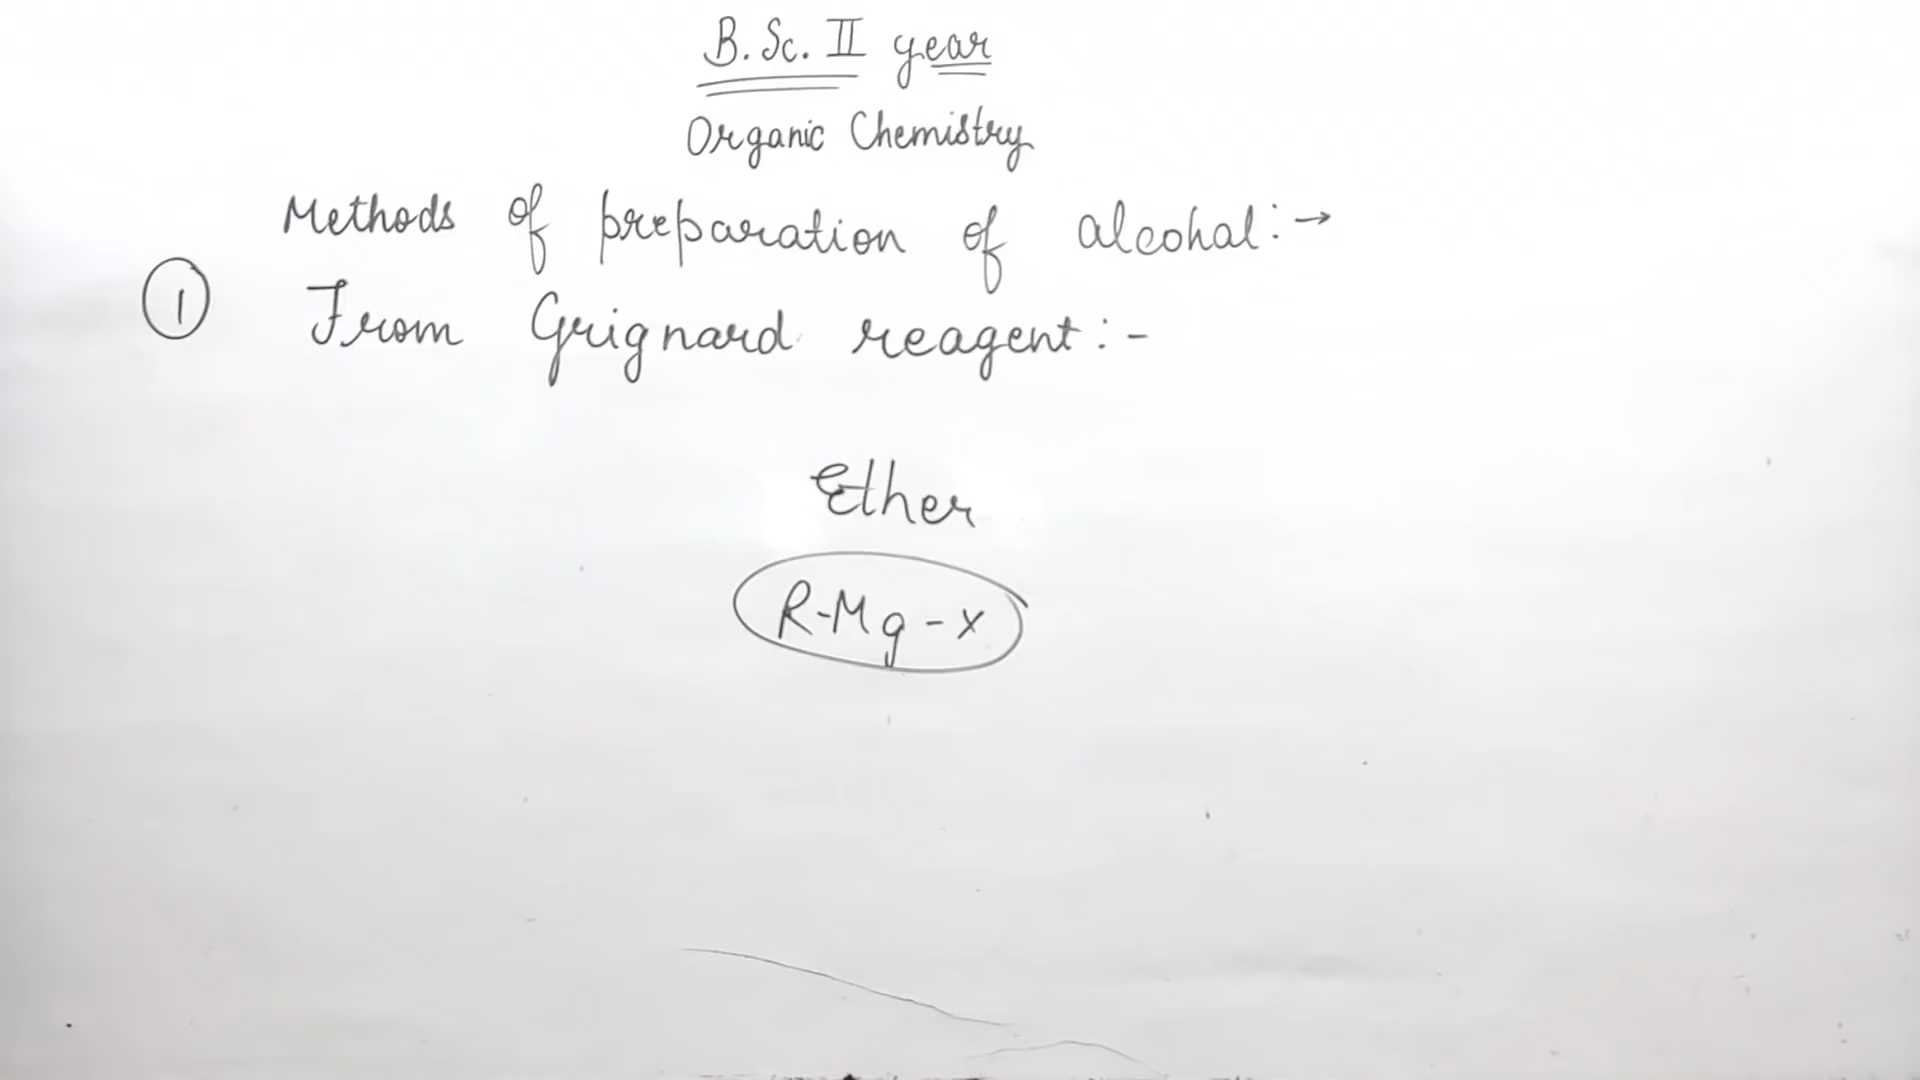 B.Sc. II year
Organic Chemistry
Methods of preparation of alcohal:→
① From Grignard reagent:-
Ether
R-Mg-X